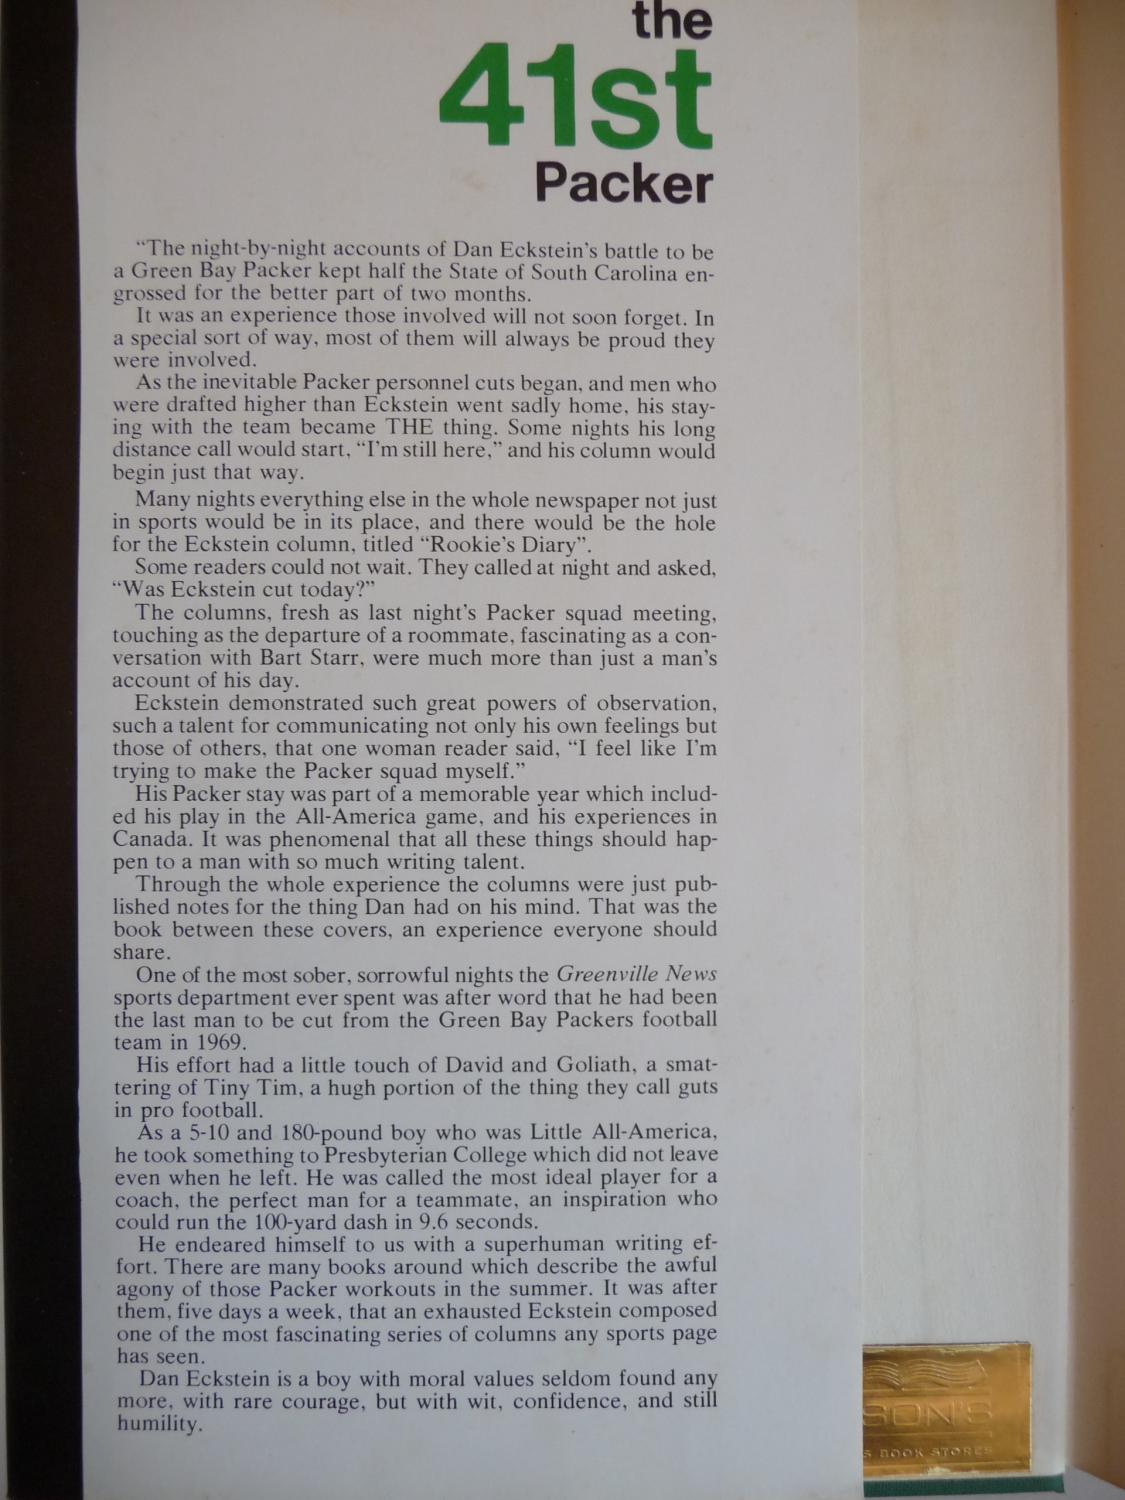 the
41st
Packer
“The night-by-night accounts of Dan Eckstein’s battle to be
a Green Bay Packer kept half the State of South Carolina en-
grossed for the better part of two months.
It was an experience those involved will not soon forget. In
a special sort of way, most of them will always be proud they
were involved.
As the inevitable Packer personnel cuts began, and men who
were drafted higher than Eckstein went sadly home, his stay-
ing with the team became THE thing. Some nights his long
distance call would start, “I’m still here,” and his column would
begin just that way.
Many nights everything else in the whole newspaper not just
in sports would be in its place, and there would be the hole
for the Eckstein column, titled “Rookie’s Diary”.
Some readers could not wait. They called at night and asked,
“Was Eckstein cut today?”
The columns, fresh as last night’s Packer squad meeting,
touching as the departure of a roommate, fascinating as a con-
versation with Bart Starr, were much more than just a man’s
account of his day.
Eckstein demonstrated such great powers of observation,
such a talent for communicating not only his own feelings but
those of others, that one woman reader said, “I feel like I’m
trying to make the Packer squad myself.”
His Packer stay was part of a memorable year which includ-
ed his play in the All-America game, and his experiences in
Canada. It was phenomenal that all these things should hap-
pen to a man with so much writing talent.
Through the whole experience the columns were just pub-
lished notes for the thing Dan had on his mind. That was the
book between these covers, an experience everyone should
share.
One of the most sober, sorrowful nights the Greenville News
sports department ever spent was after word that he had been
the last man to be cut from the Green Bay Packers football
team in 1969.
His effort had a little touch of David and Goliath, a smat-
tering of Tiny Tim, a hugh portion of the thing they call guts
in pro football.
As a 5-10 and 180-pound boy who was Little All-America,
he took something to Presbyterian College which did not leave
even when he left. He was called the most ideal player for a
coach, the perfect man for a teammate, an inspiration who
could run the 100-yard dash in 9.6 seconds.
He endeared himself to us with a superhuman writing ef-
fort. There are many books around which describe the awful
agony of those Packer workouts in the summer. It was after
them, five days a week, that an exhausted Eckstein composed
one of the most fascinating series of columns any sports page
has seen.
Dan Eckstein is a boy with moral values seldom found any
more, with rare courage, but with wit, confidence, and still
humility.
SON’S
S BOOK STORES